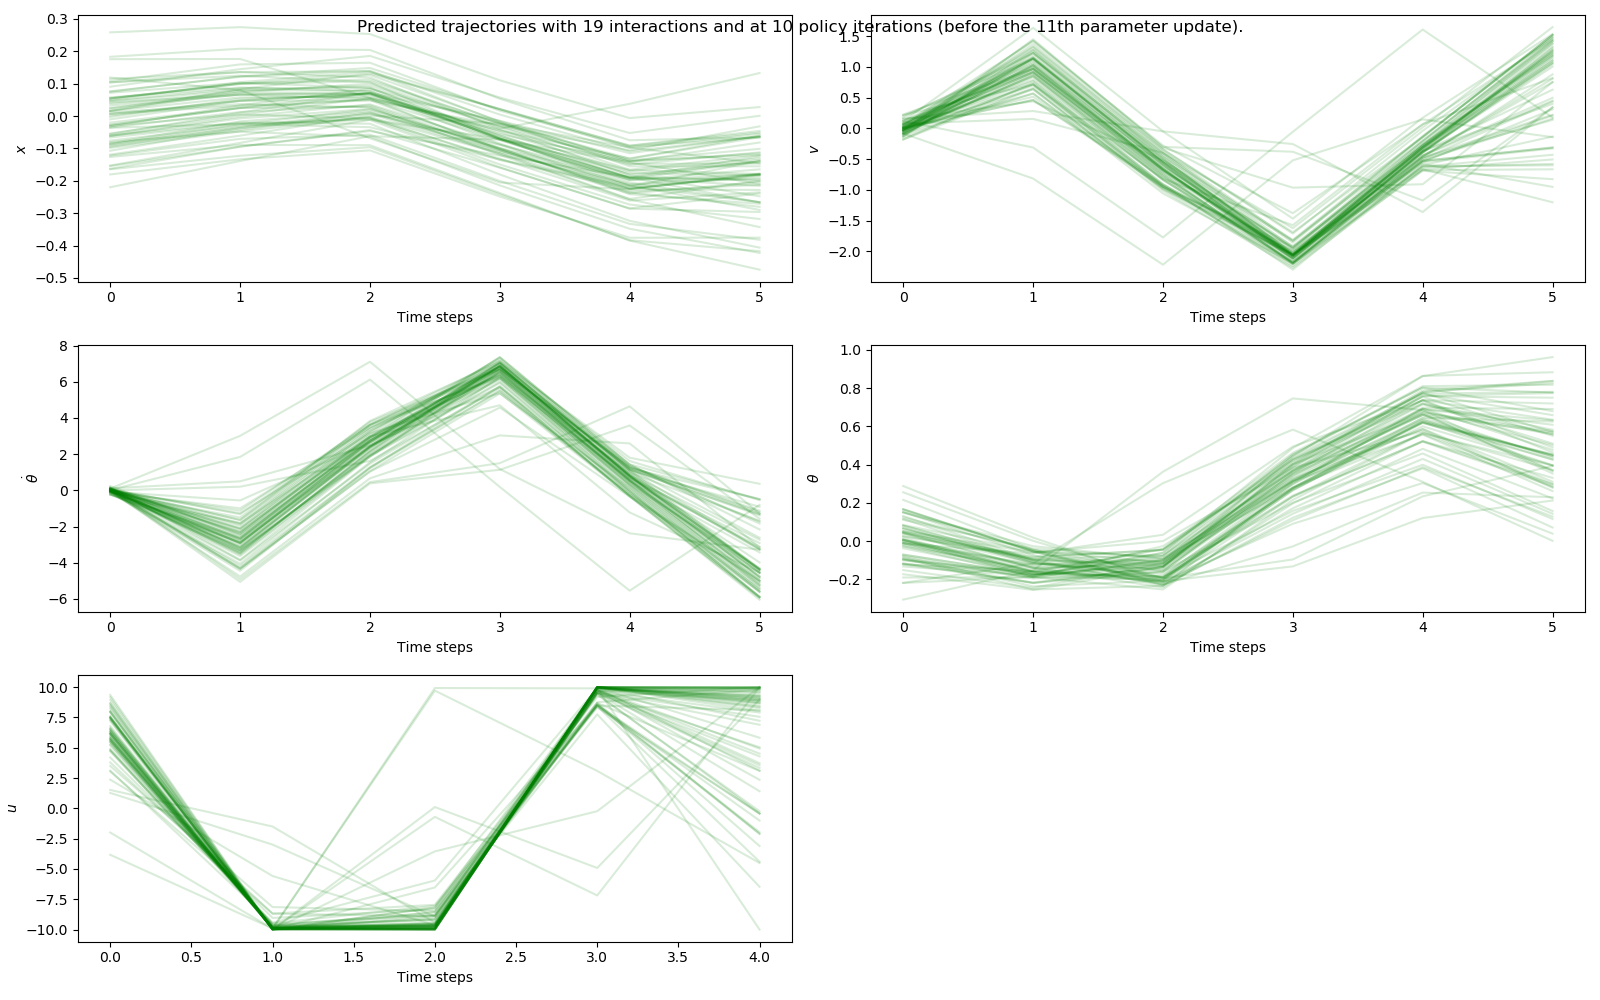 Predicted trajectories with 19 interactions and at 10 policy iterations (before the 11th parameter update).
0.3
0.2
0.1
0.0
−0.1
−0.2
−0.3
−0.4
−0.5
x
0 1 2 3 4 5
Time steps
1.5
1.0
0.5
0.0
−0.5
−1.0
−1.5
−2.0
v
0 1 2 3 4 5
Time steps
8
6
4
2
0
−2
−4
−6
θ̇
0 1 2 3 4 5
Time steps
1.0
0.8
0.6
0.4
0.2
0.0
−0.2
θ
0 1 2 3 4 5
Time steps
10.0
7.5
5.0
2.5
0.0
−2.5
−5.0
−7.5
−10.0
u
0.0 0.5 1.0 1.5 2.0 2.5 3.0 3.5 4.0
Time steps